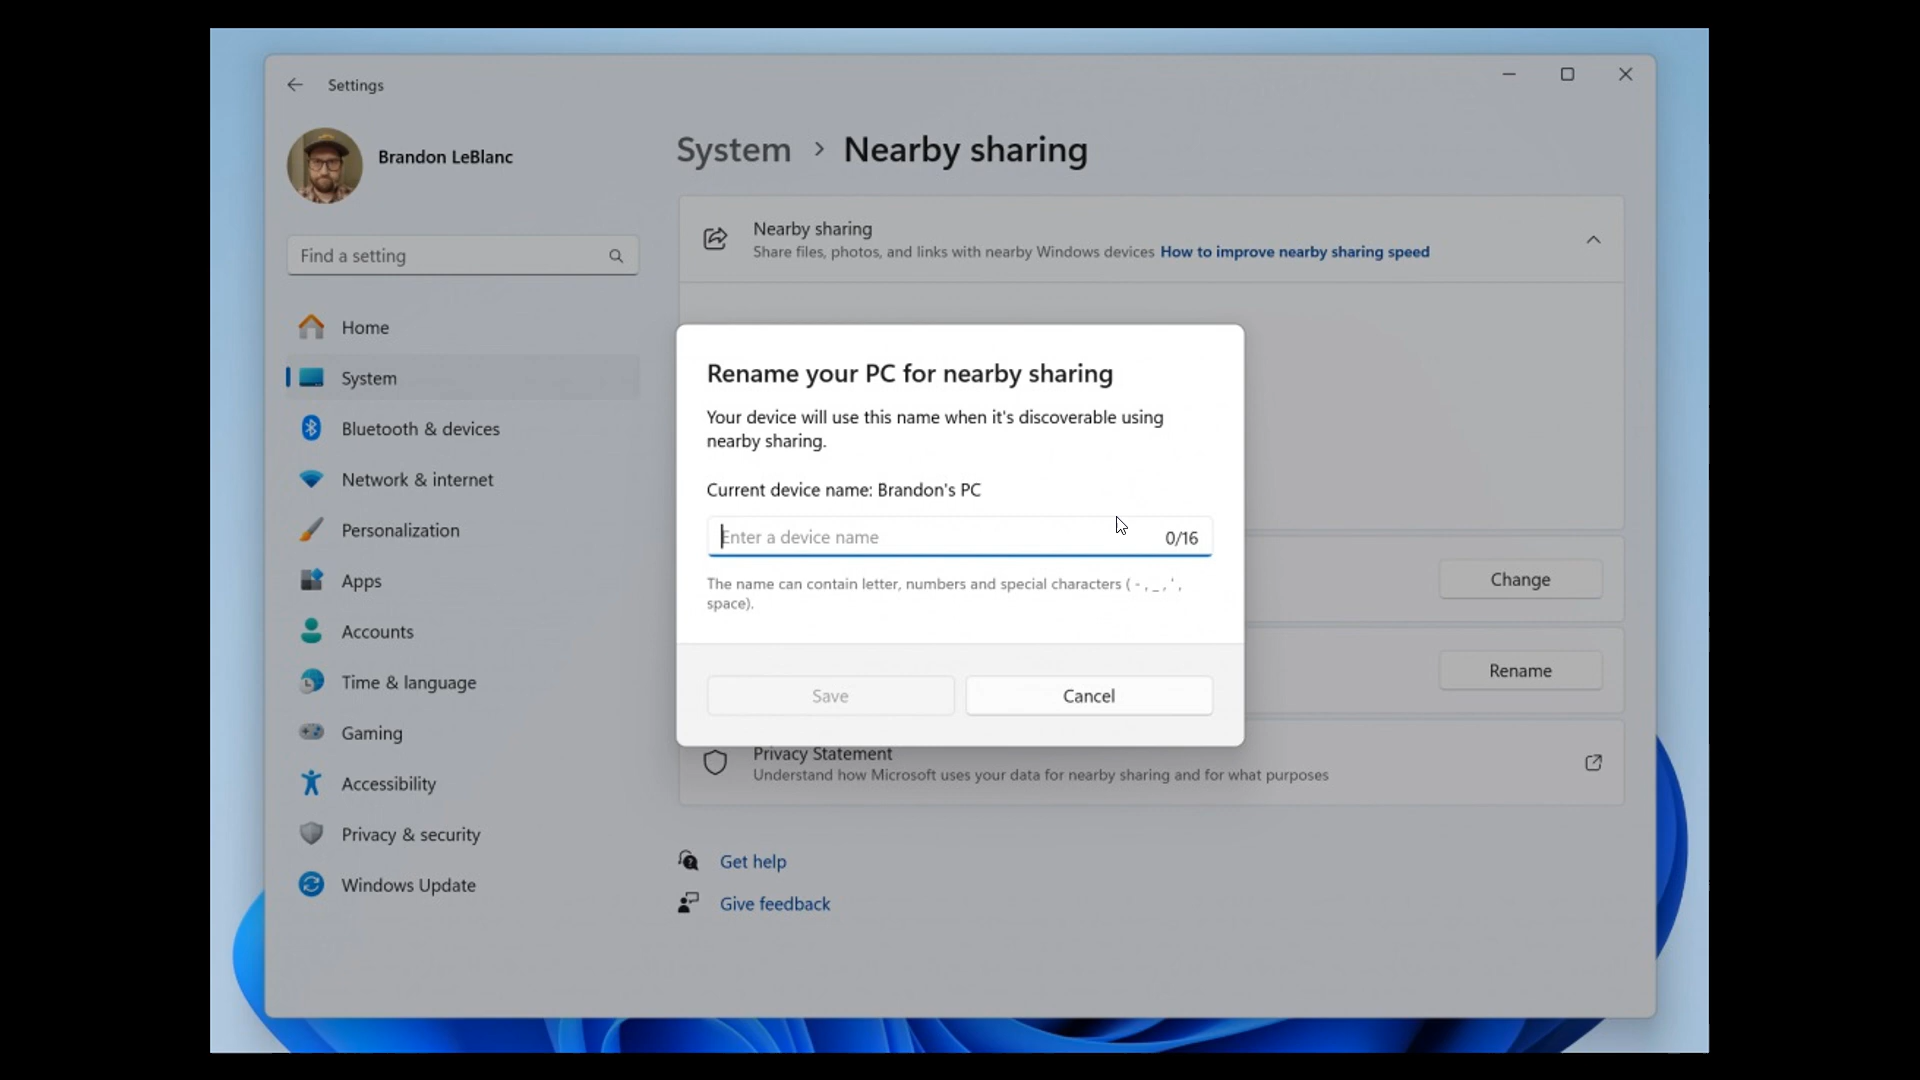 Settings
Brandon LeBlanc
Find a setting
Home
System
Bluetooth & devices
Network & internet
Personalization
Apps
Accounts
Time & language
Gaming
Accessibility
Privacy & security
Windows Update
System > Nearby sharing
Nearby sharing
Share files, photos, and links with nearby Windows devices How to improve nearby sharing speed
Rename your PC for nearby sharing
Your device will use this name when it's discoverable using
nearby sharing.
Current device name: Brandon's PC
Enter a device name 0/16
The name can contain letter, numbers and special characters ( - , _ , ' ,
space).
Save Cancel
Change
Rename
Privacy Statement
Understand how Microsoft uses your data for nearby sharing and for what purposes
Get help
Give feedback